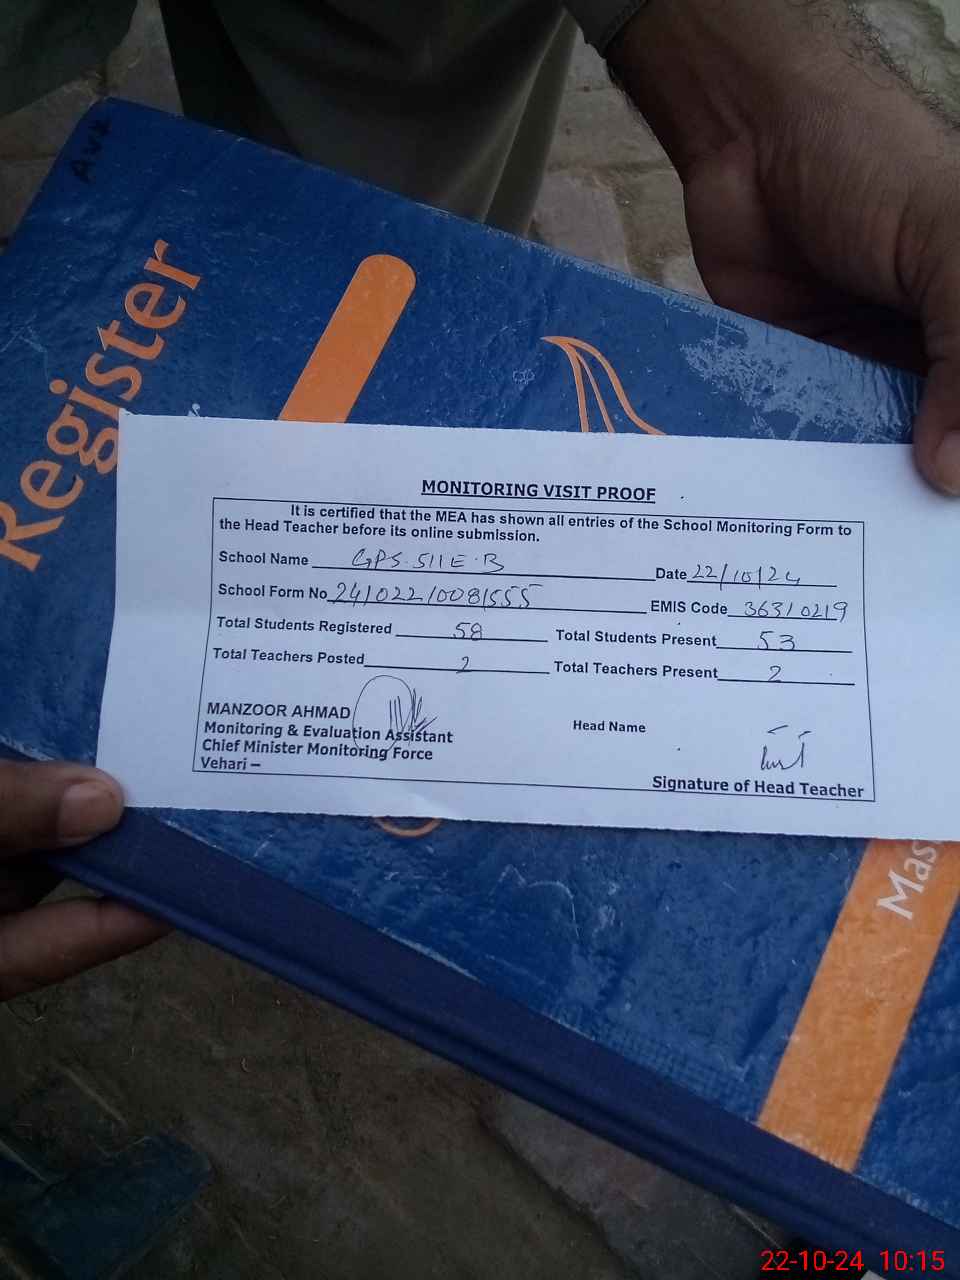 AWK
Register
MONITORING VISIT PROOF
It is certified that the MEA has shown all entries of the School Monitoring Form to
the Head Teacher before its online submission.
School Name GPS. 511 E.B Date 22/10/24
School Form No 24102210081555 EMIS Code 36310219
Total Students Registered 58 Total Students Present 53
Total Teachers Posted 2 Total Teachers Present 2
MANZOOR AHMAD
Monitoring & Evaluation Assistant Head Name
Chief Minister Monitoring Force
Vehari – Signature of Head Teacher
Mas
22-10-24 10:15